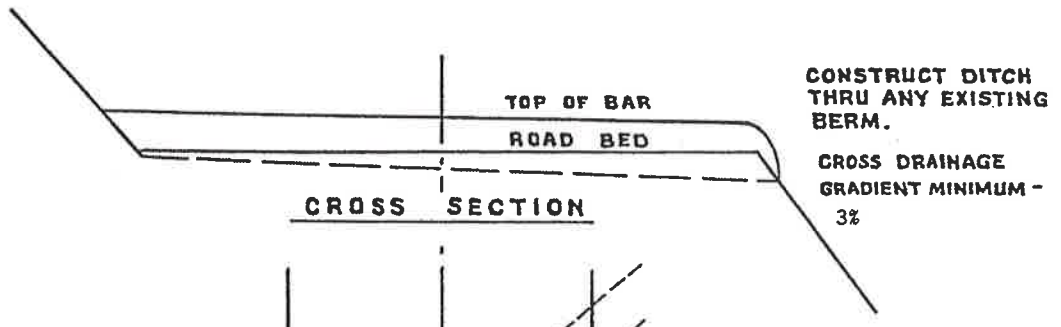 TOP OF BAR
ROAD BED
CROSS SECTION
CONSTRUCT DITCH
THRU ANY EXISTING
BERM.
CROSS DRAINAGE
GRADIENT MINIMUM -
3%